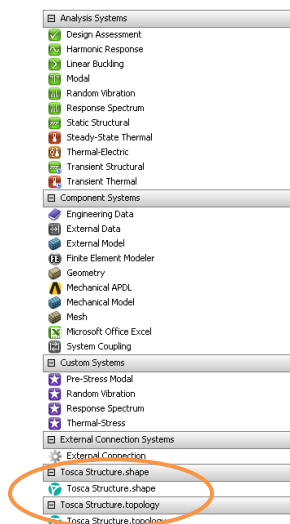 Analysis Systems
Design Assessment
Harmonic Response
Linear Buckling
Modal
Random Vibration
Response Spectrum
Static Structural
Steady-State Thermal
Thermal-Electric
Transient Structural
Transient Thermal
Component Systems
Engineering Data
External Data
External Model
Finite Element Modeler
Geometry
Mechanical APDL
Mechanical Model
Mesh
Microsoft Office Excel
System Coupling
Custom Systems
Pre-Stress Modal
Random Vibration
Response Spectrum
Thermal-Stress
External Connection Systems
External Connection
Tosca Structure.shape
Tosca Structure.shape
Tosca Structure.topology
Tosca Structure.topology